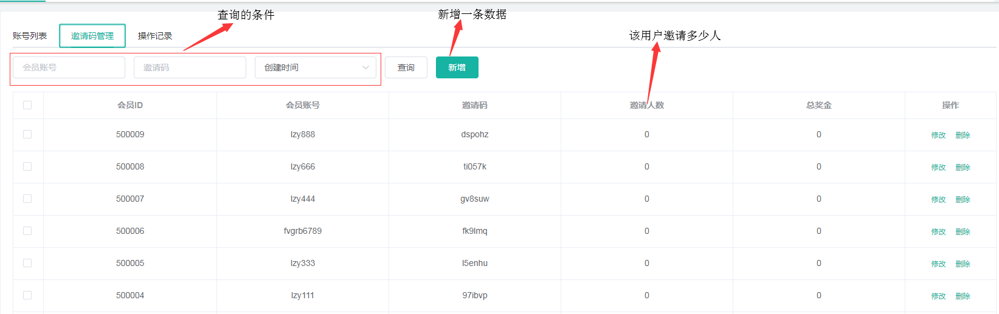 查询的条件
新增一条数据
该用户邀请多少人
账号列表 邀请码管理 操作记录
会员账号 邀请码 创建时间 查询 新增
会员ID 会员账号 邀请码 邀请人数 总奖金 操作
500009 lzy888 dspohz 0 0 修改 删除
500008 lzy666 ti057k 0 0 修改 删除
500007 lzy444 gv8suw 0 0 修改 删除
500006 fvgrb6789 fk9lmq 0 0 修改 删除
500005 lzy333 l5enhu 0 0 修改 删除
500004 lzy111 97ibvp 0 0 修改 删除